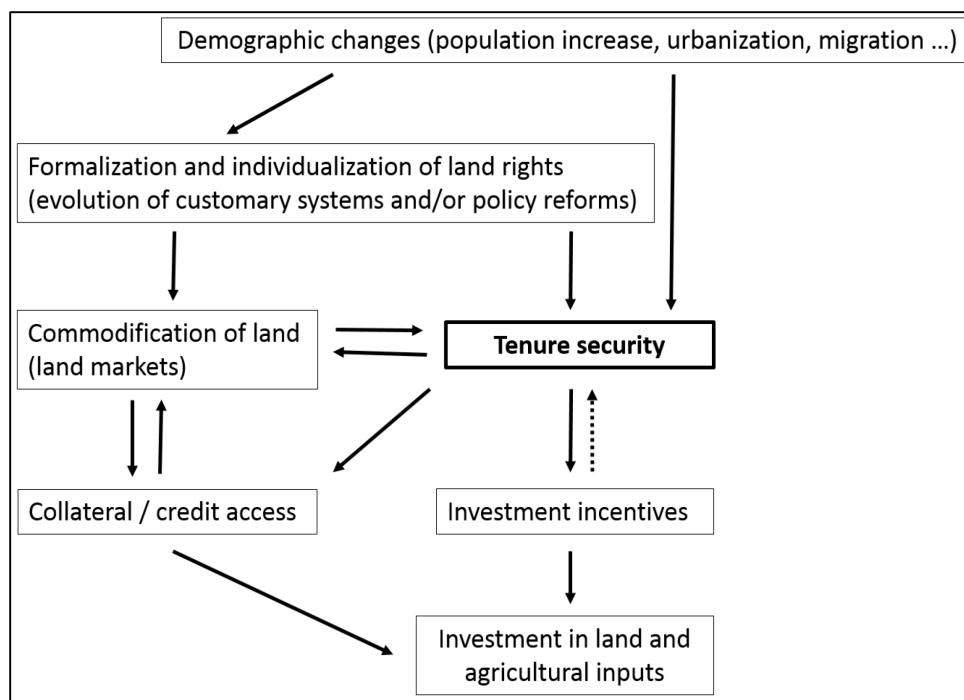 Demographic changes (population increase, urbanization, migration ...)
Formalization and individualization of land rights
(evolution of customary systems and/or policy reforms)
Commodification of land
(land markets)
Tenure security
Collateral / credit access
Investment incentives
Investment in land and
agricultural inputs